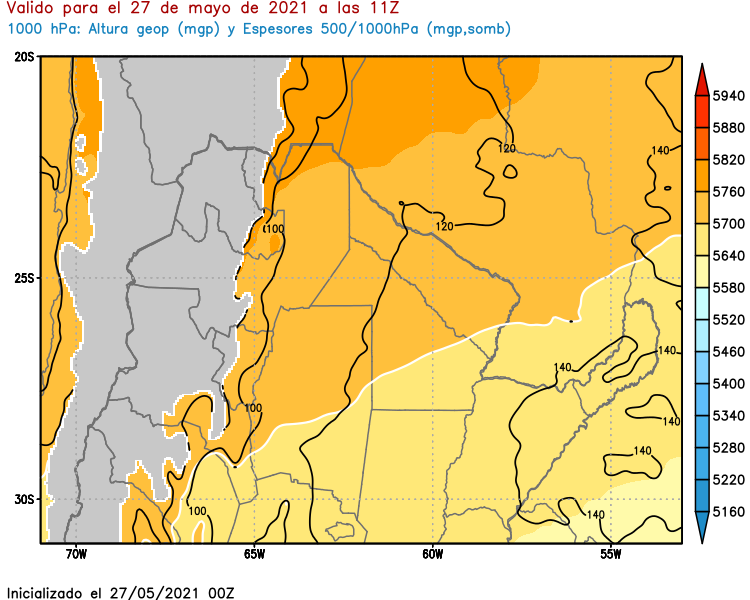 Valido para el 27 de mayo de 2021 a las 11Z
1000 hPa: Altura geop (mgp) y Espesores 500/1000hPa (mgp,somb)
20S
25S
30S
70W
65W
60W
55W
120
140
100
120
140
140
100
140
140
100
140
5940
5880
5820
5760
5700
5640
5580
5520
5460
5400
5340
5280
5220
5160
Inicializado el 27/05/2021 00Z